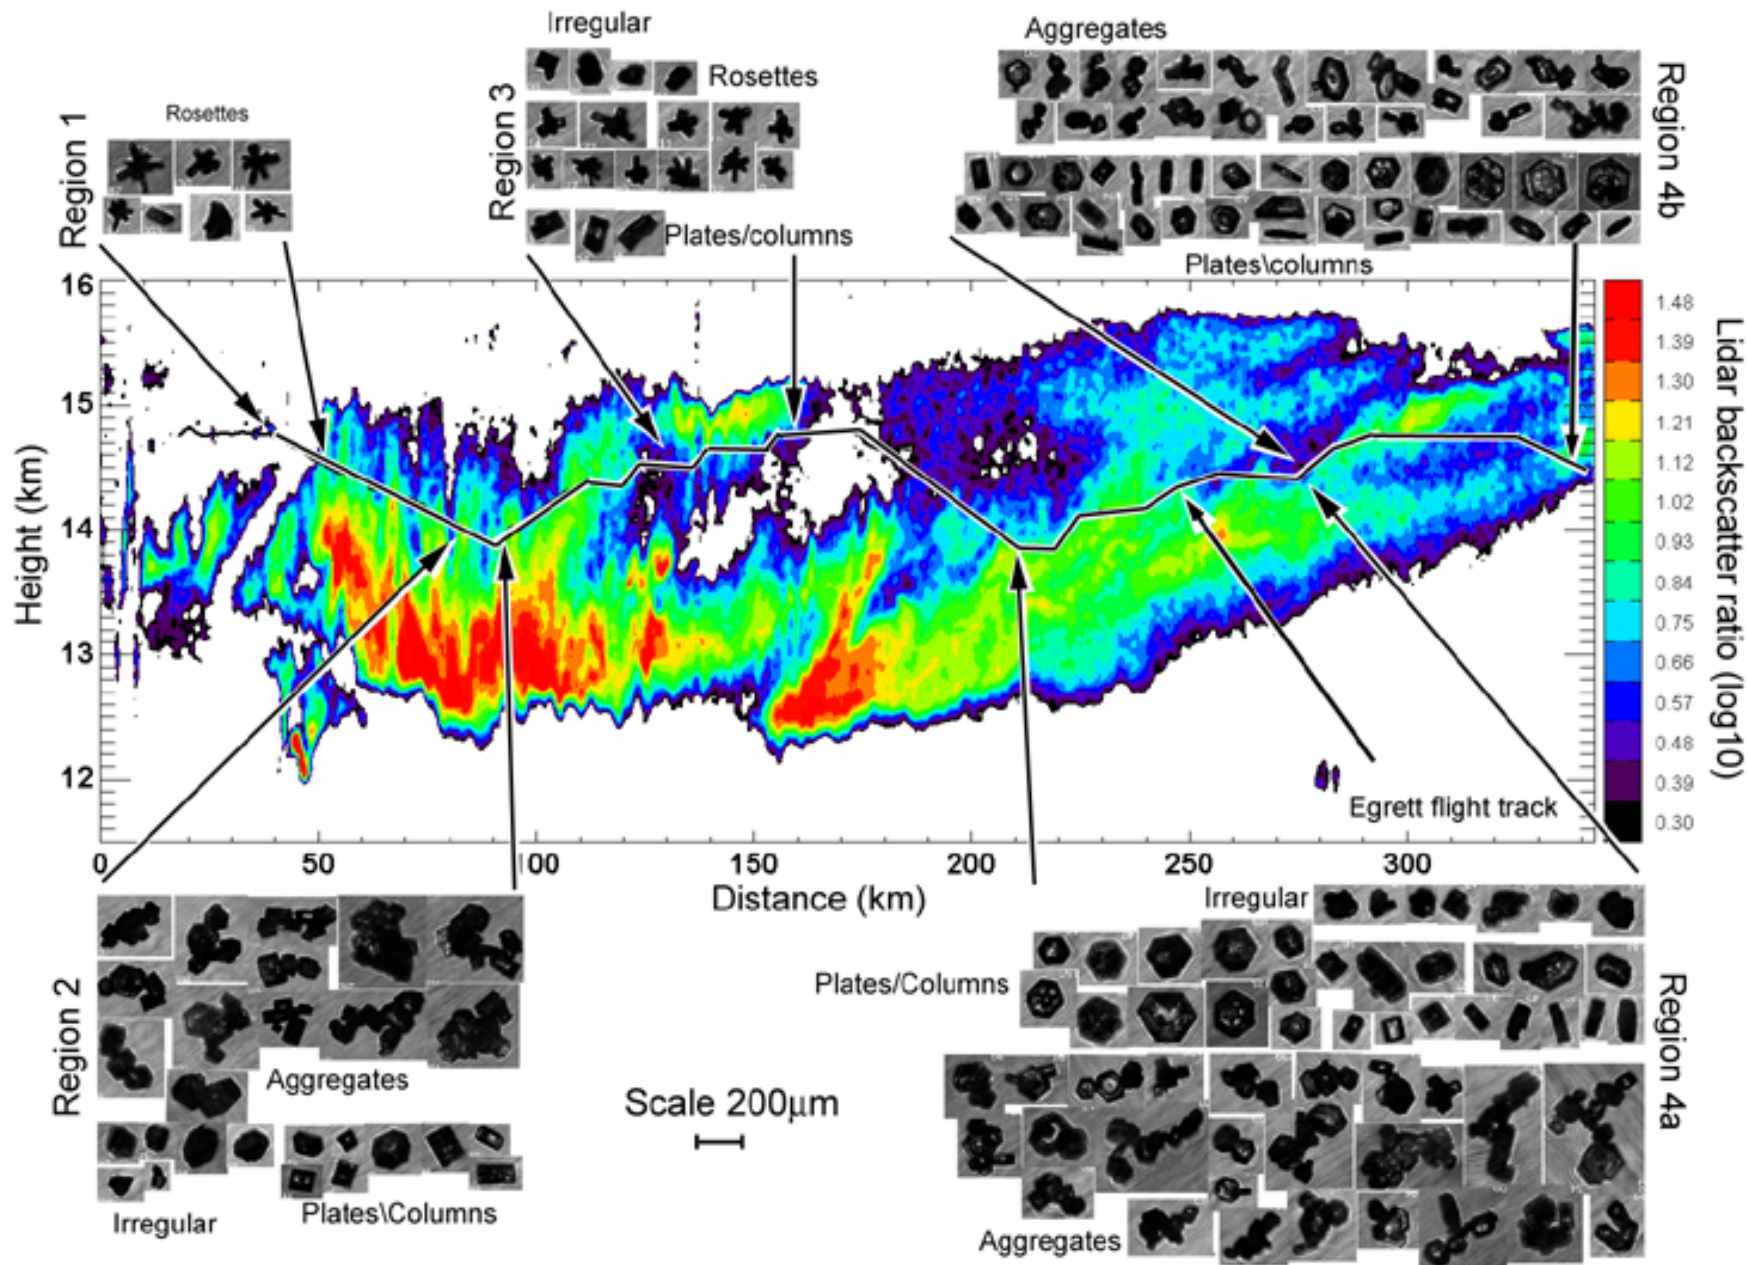 Irregular
Aggregates
Rosettes
Rosettes
Region 1
Region 3
Region 4b
Plates/columns
Plates\columns
16
15
14
13
12
Height (km)
0
50
100
150
200
250
300
Distance (km)
Egrett flight track
1.48
1.39
1.30
1.21
1.12
1.02
0.93
0.84
0.75
0.66
0.57
0.48
0.39
0.30
Lidar backscatter ratio (log10)
Irregular
Plates/Columns
Region 2
Region 4a
Aggregates
Scale 200μm
Plates\Columns
Irregular
Aggregates